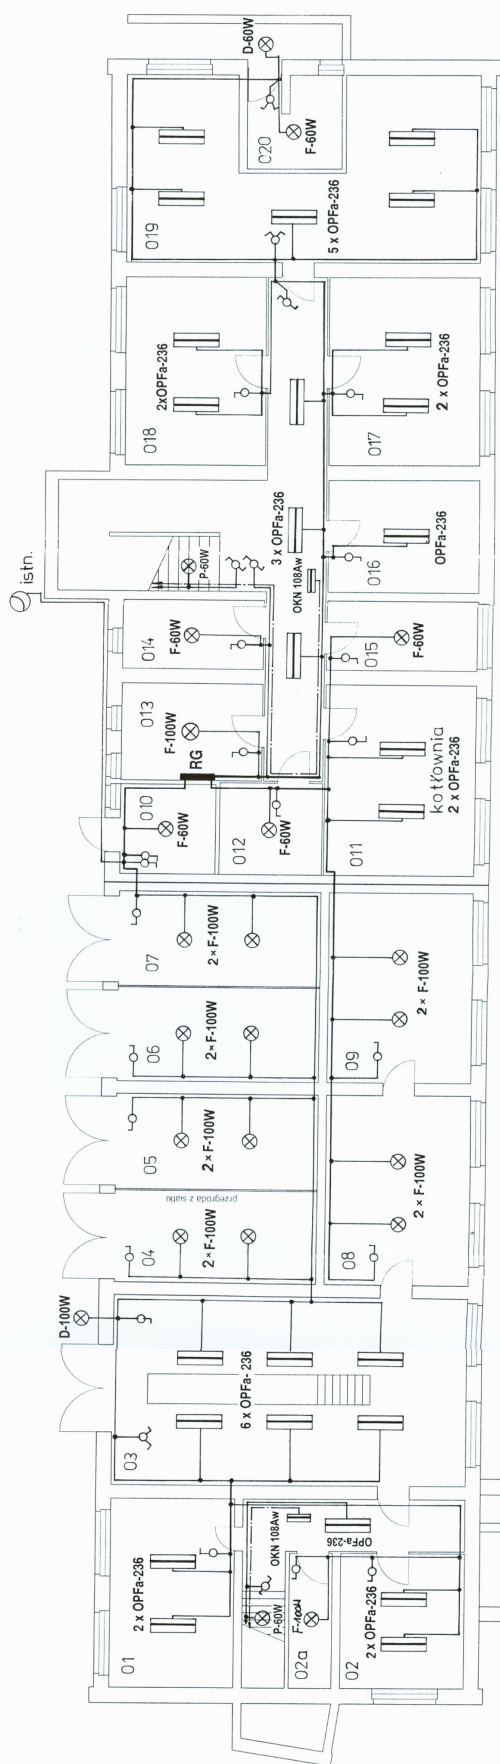 D-60W
020
F-60W
019
5 x OPFa-236
2xOPFa-236
018
2 x OPFa-236
017
istn.
P-60W
3 x OPFa-236
OKN 108Aw
016
OPFa-236
014
F-60W
015
F-60W
013
F-100W
RG
kotłownia
2 x OPFa-236
011
010
F-60W
012
F-60W
07
2 x F-100W
06
2 x F-100W
09
2 x F-100W
05
2 x F-100W
przegroda z siatki
04
2 x F-100W
08
2 x F-100W
D-100W
03
6 x OPFa- 236
01
2 x OPFa-236
OKN 108Aw
OPFa-236
P-60W
F-100W
02a
02
2 x OPFa-236